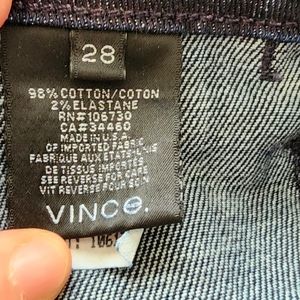 28
98% COTTON/COTON
2% ELASTANE
RN#106730
CA#34460
MADE IN U.S.A
OF IMPORTED FABRIC
FABRIQUE AUX ETATS-UNIS
DE TISSUS IMPORTES
SEE REVERSE FOR CARE
VIT REVERSE POUR SOIN
VINCE.